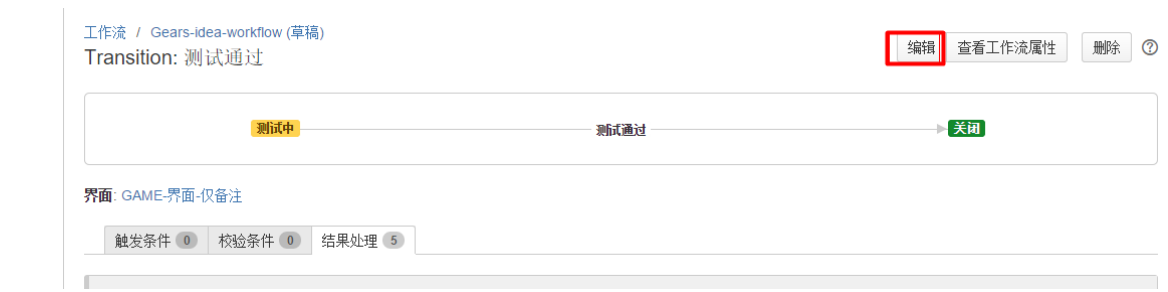 工作流 / Gears-idea-workflow (草稿)
Transition: 测试通过
编辑 查看工作流属性 删除 ?
测试中 测试通过 关闭
界面: GAME-界面-仅备注
触发条件 0 校验条件 0 结果处理 5